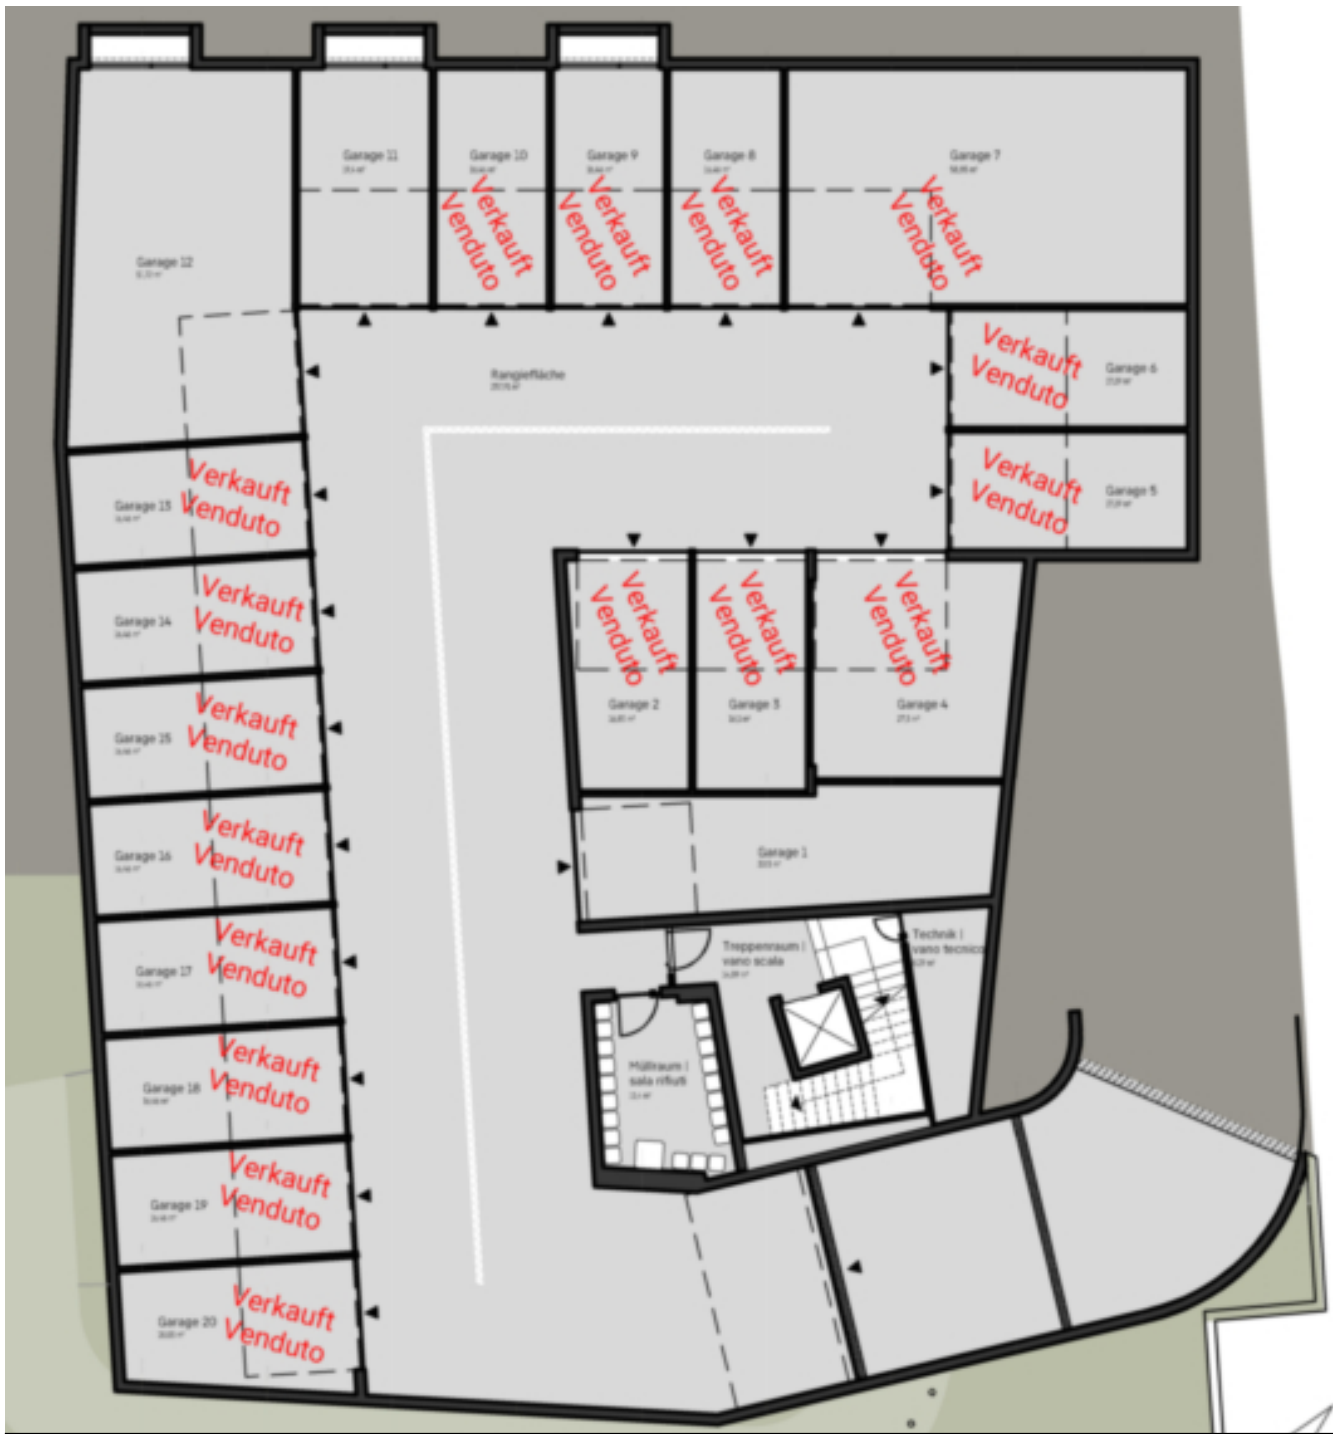 Garage 11
Garage 10
Verkauft
Venduto
Garage 9
Verkauft
Venduto
Garage 8
Verkauft
Venduto
Garage 7
Verkauft
Venduto
Garage 12
Rangierfläche
Verkauft
Venduto
Garage 6
Verkauft
Venduto
Garage 5
Garage 13
Verkauft
Venduto
Garage 14
Verkauft
Venduto
Verkauft
Venduto
Garage 2
Verkauft
Venduto
Garage 3
Verkauft
Venduto
Garage 4
Garage 15
Verkauft
Venduto
Garage 16
Verkauft
Venduto
Garage 1
Garage 17
Verkauft
Venduto
Treppenraum |
vano scala
Technik |
vano tecnico
Garage 18
Verkauft
Venduto
Müllraum |
sala rifiuti
Garage 19
Verkauft
Venduto
Garage 20
Verkauft
Venduto